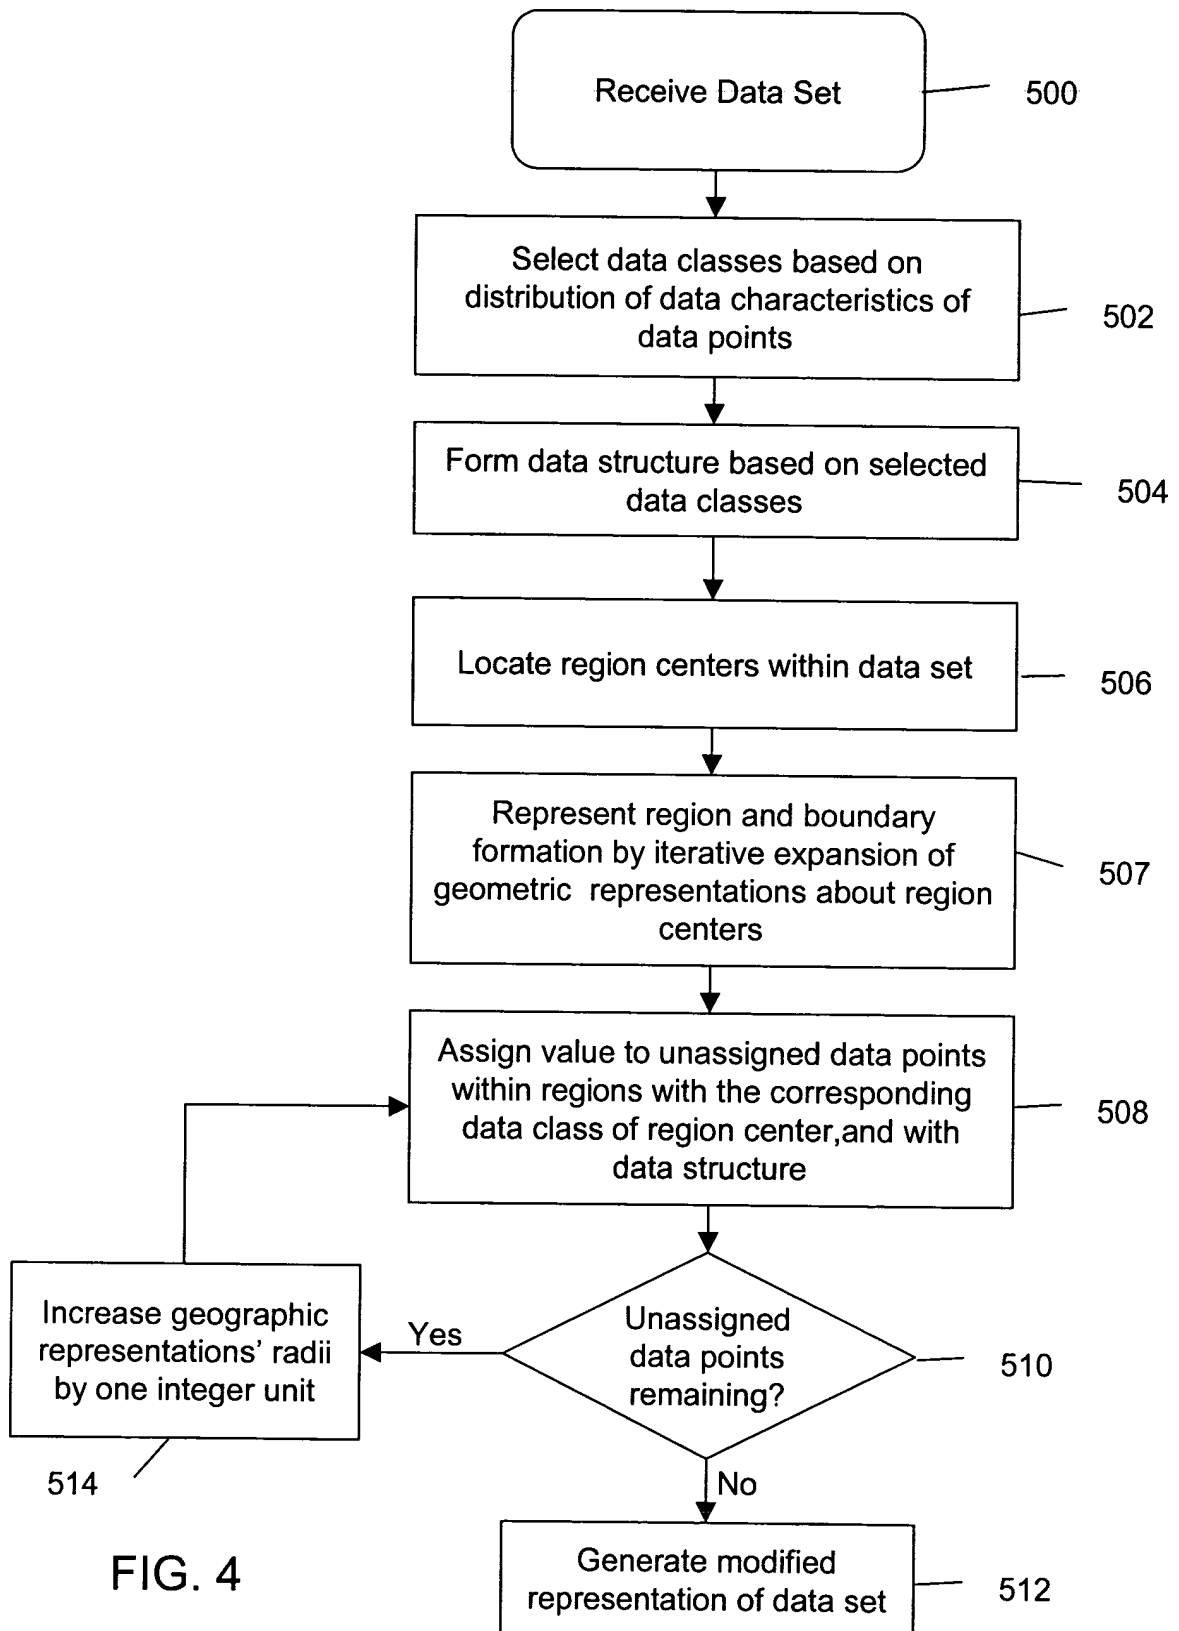 Receive Data Set
500
Select data classes based on
distribution of data characteristics of
data points
502
Form data structure based on selected
data classes
504
Locate region centers within data set
506
Represent region and boundary
formation by iterative expansion of
geometric representations about region
centers
507
Assign value to unassigned data points
within regions with the corresponding
data class of region center,and with
data structure
508
Increase geographic
representations' radii
by one integer unit
514
Yes
Unassigned
data points
remaining?
510
No
Generate modified
representation of data set
512
FIG. 4